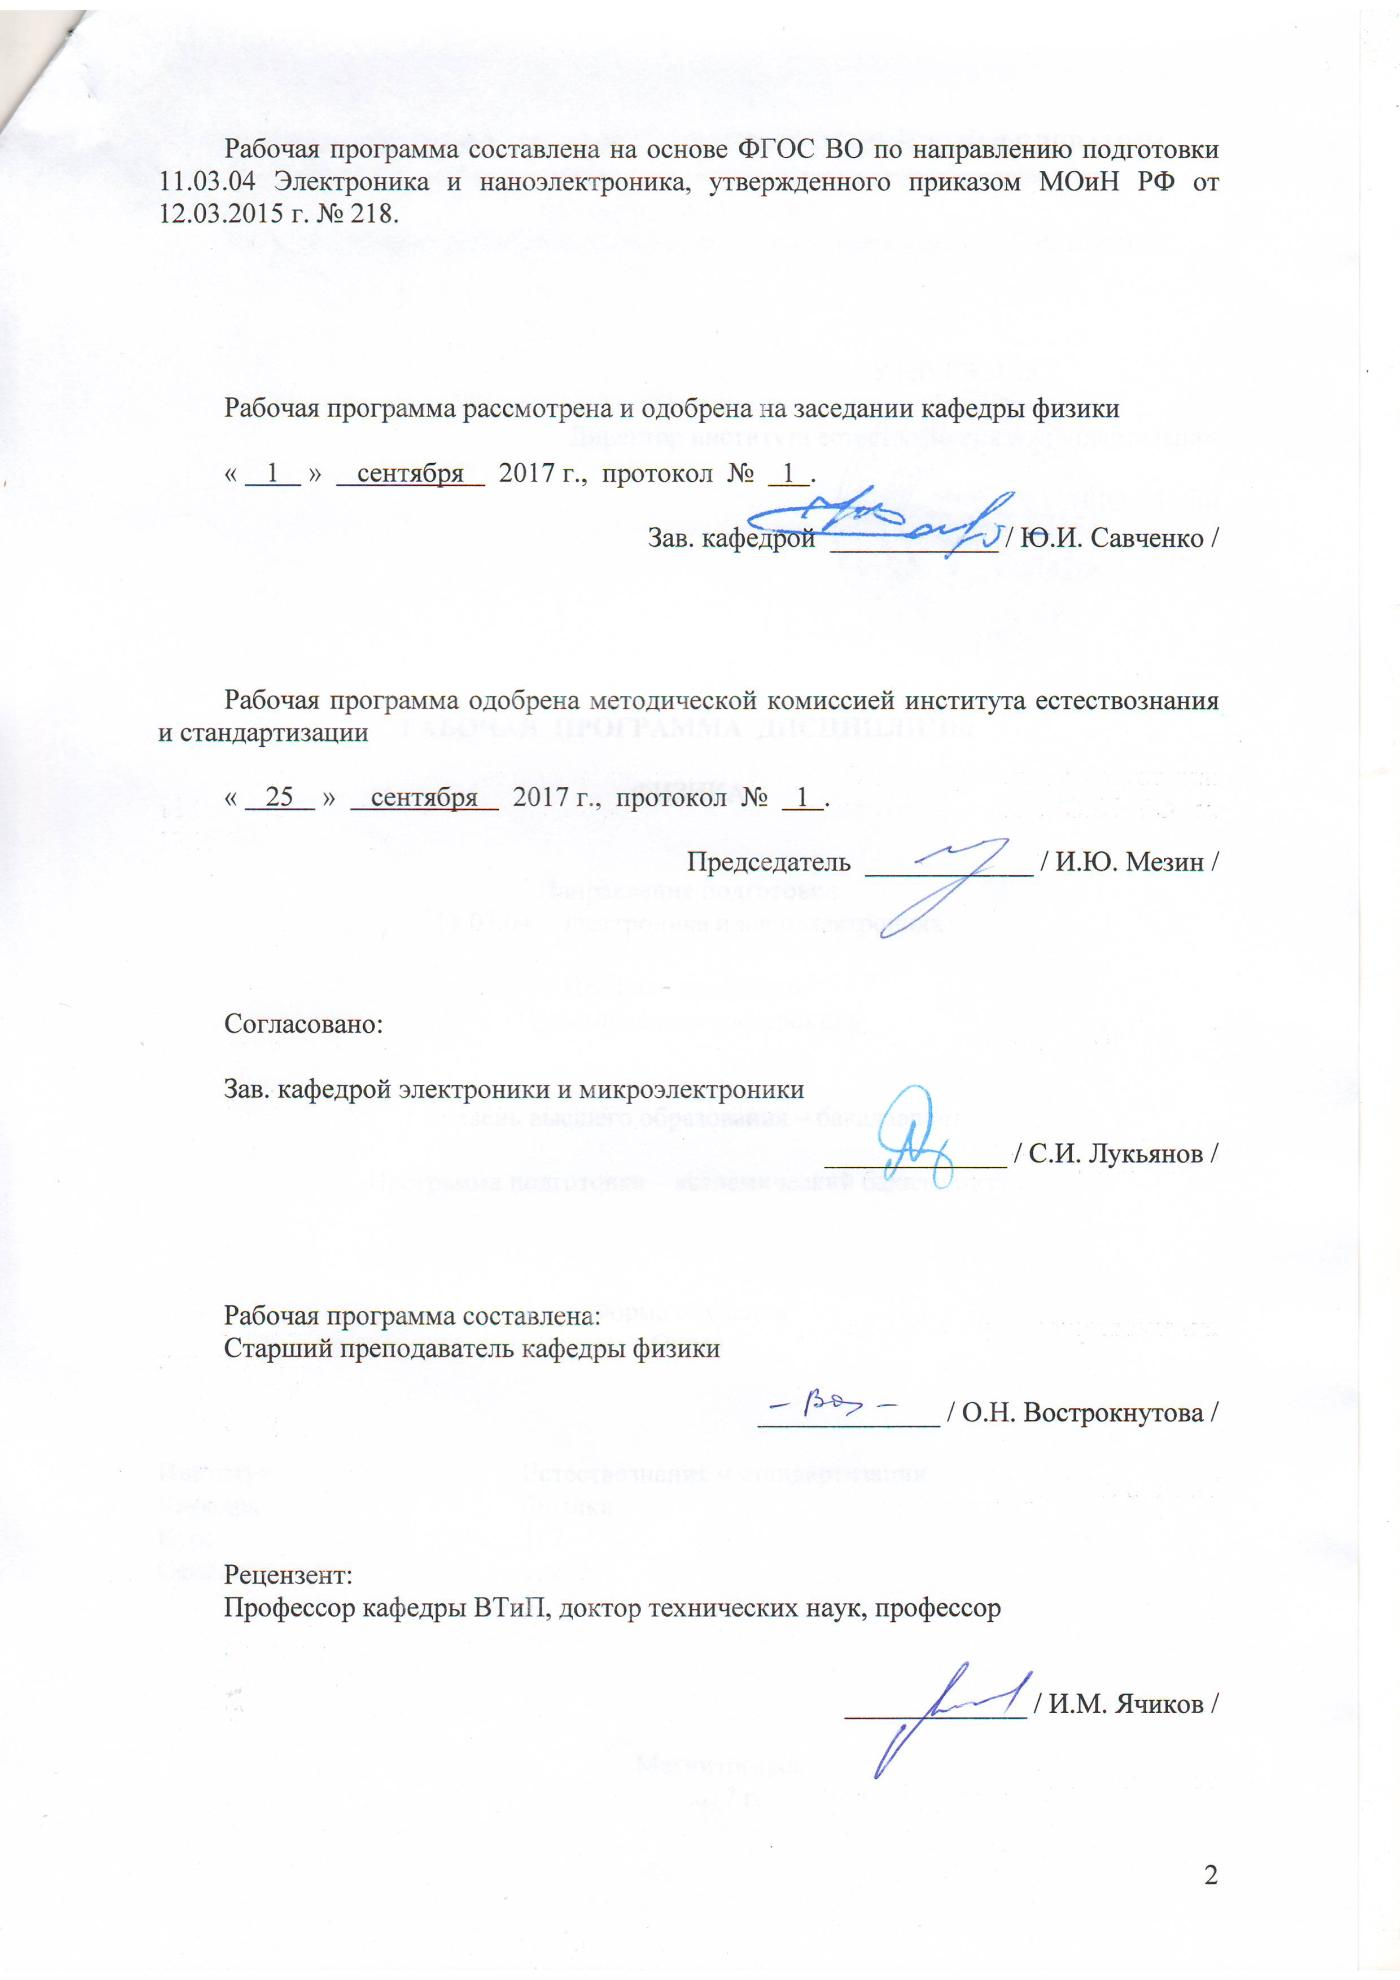 Рабочая программа составлена на основе ФГОС ВО по направлению подготовки
11.03.04 Электроника и наноэлектроника, утвержденного приказом МОиН РФ от
12.03.2015 г. № 218.
Рабочая программа рассмотрена и одобрена на заседании кафедры физики
« 1 » сентября 2017 г., протокол № 1.
Зав. кафедрой / Ю.И. Савченко /
Рабочая программа одобрена методической комиссией института естествознания
и стандартизации
« 25 » сентября 2017 г., протокол № 1.
Председатель / И.Ю. Мезин /
Согласовано:
Зав. кафедрой электроники и микроэлектроники
/ С.И. Лукьянов /
Рабочая программа составлена:
Старший преподаватель кафедры физики
/ О.Н. Вострокнутова /
Рецензент:
Профессор кафедры ВТиП, доктор технических наук, профессор
/ И.М. Ячиков /
2